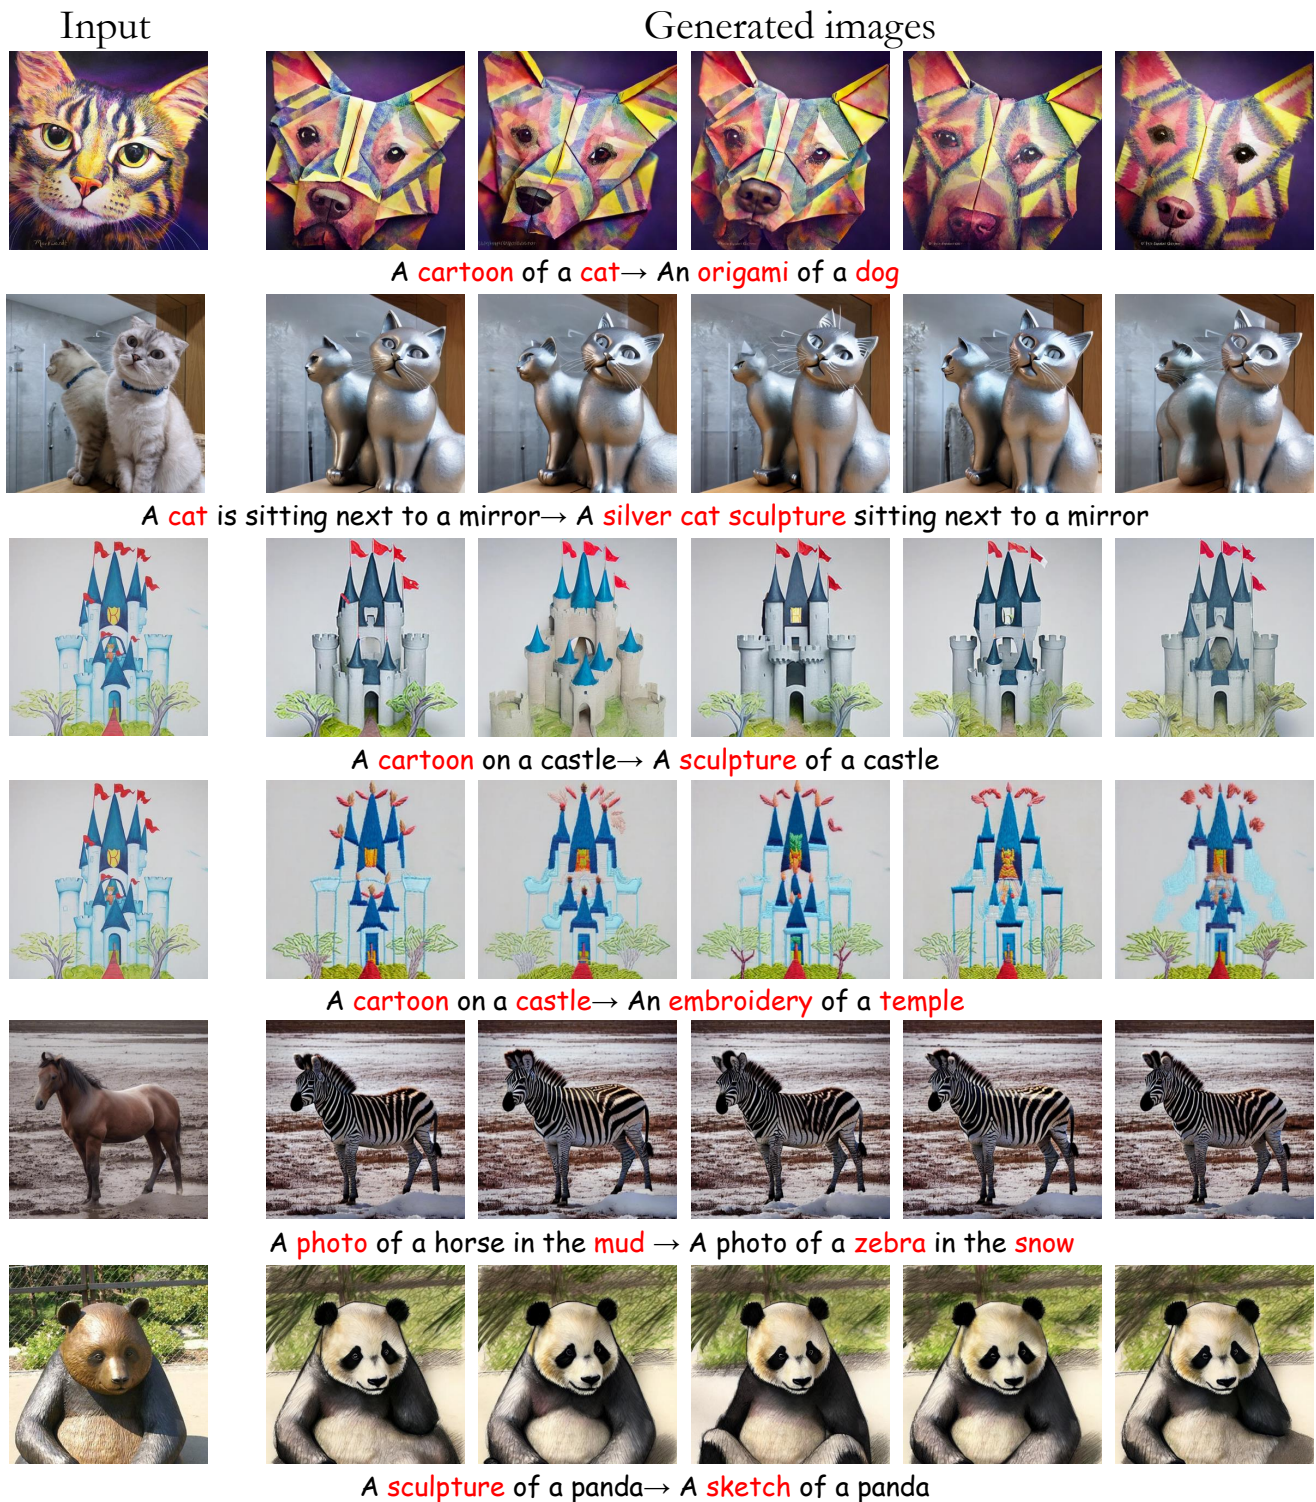 Input
Generated images
A cartoon of a cat→ An origami of a dog
A cat is sitting next to a mirror→ A silver cat sculpture sitting next to a mirror
A cartoon on a castle→ A sculpture of a castle
A cartoon on a castle→ An embroidery of a temple
A photo of a horse in the mud → A photo of a zebra in the snow
A sculpture of a panda→ A sketch of a panda